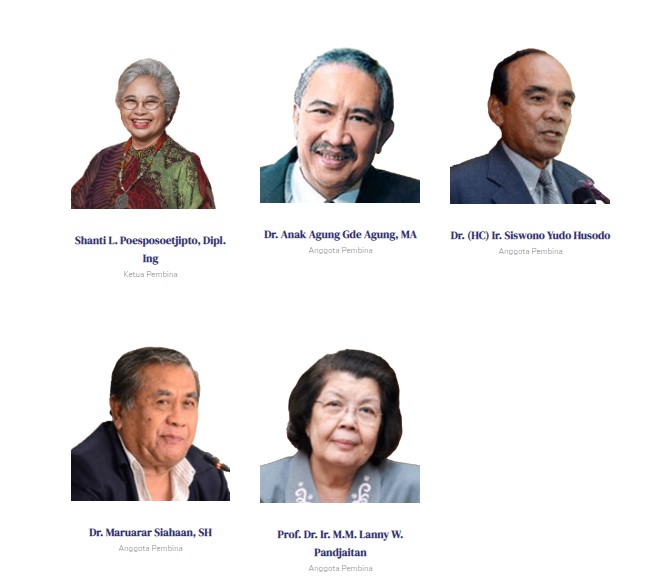 Shanti L. Poesposoetjipto, Dipl.
Ing
Ketua Pembina
Dr. Anak Agung Gde Agung, MA
Anggota Pembina
Dr. (HC) Ir. Siswono Yudo Husodo
Anggota Pembina
Dr. Maruarar Siahaan, SH
Anggota Pembina
Prof. Dr. Ir. M.M. Lanny W.
Pandjaitan
Anggota Pembina